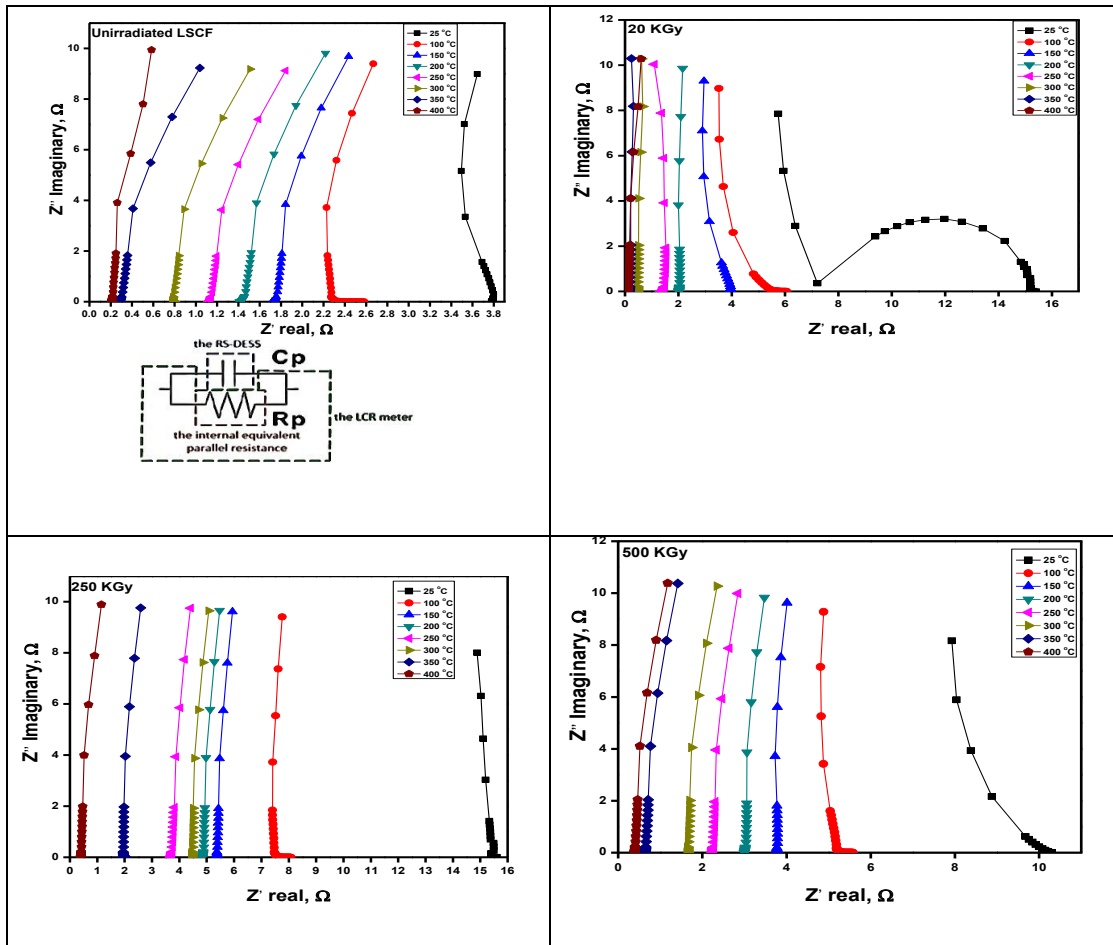 Unirradiated LSCF
25 °C
100 °C
150 °C
200 °C
250 °C
300 °C
350 °C
400 °C
Z'' Imaginary, Ω
10
8
6
4
2
0
0.0 0.2 0.4 0.6 0.8 1.0 1.2 1.4 1.6 1.8 2.0 2.2 2.4 2.6 2.8 3.0 3.2 3.4 3.6 3.8
Z' real, Ω
the RS-DESS
Cp
Rp
the LCR meter
the internal equivalent
parallel resistance
20 KGy
25 °C
100 °C
150 °C
200 °C
250 °C
300 °C
350 °C
400 °C
Z'' Imaginary, Ω
12
10
8
6
4
2
0
0 2 4 6 8 10 12 14 16
Z' real, Ω
250 KGy
25 °C
100 °C
150 °C
200 °C
250 °C
300 °C
350 °C
400 °C
Z'' Imaginary, Ω
10
8
6
4
2
0
0 1 2 3 4 5 6 7 8 9 10 11 12 13 14 15 16
Z' real, Ω
500 KGy
25 °C
100 °C
150 °C
200 °C
250 °C
300 °C
350 °C
400 °C
Z'' Imaginary, Ω
12
10
8
6
4
2
0
0 2 4 6 8 10
Z' real, Ω